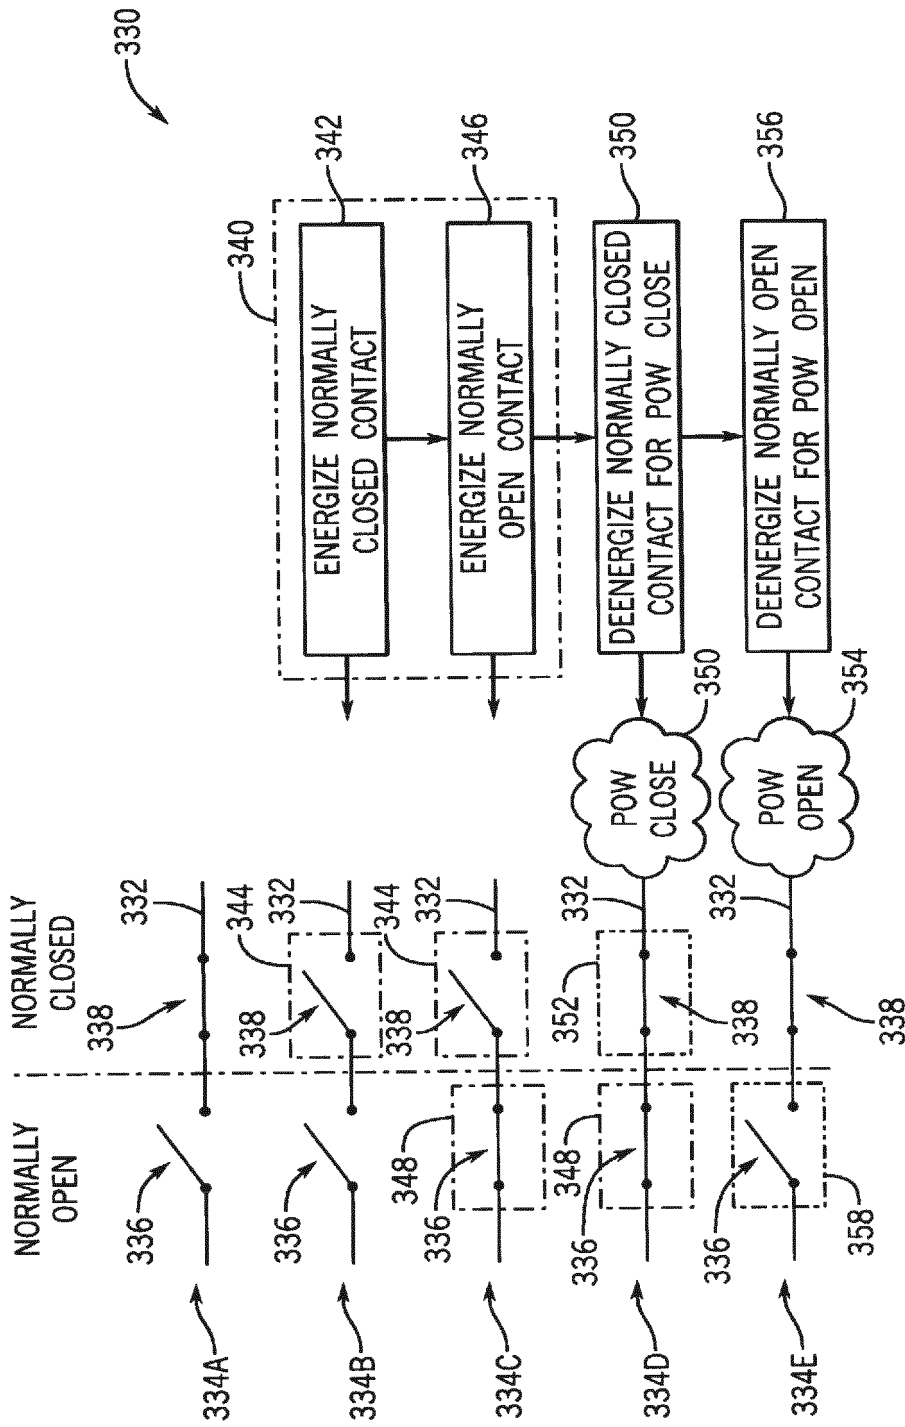 330
NORMALLY
OPEN
NORMALLY
CLOSED
334A
336
338
332
340
334B
336
338
344
332
ENERGIZE NORMALLY
CLOSED CONTACT
342
334C
336
348
338
344
332
ENERGIZE NORMALLY
OPEN CONTACT
346
334D
336
348
338
352
332
POW
CLOSE
350
DEENERGIZE NORMALLY CLOSED
CONTACT FOR POW CLOSE
350
334E
336
358
338
332
POW
OPEN
354
DEENERGIZE NORMALLY OPEN
CONTACT FOR POW OPEN
356